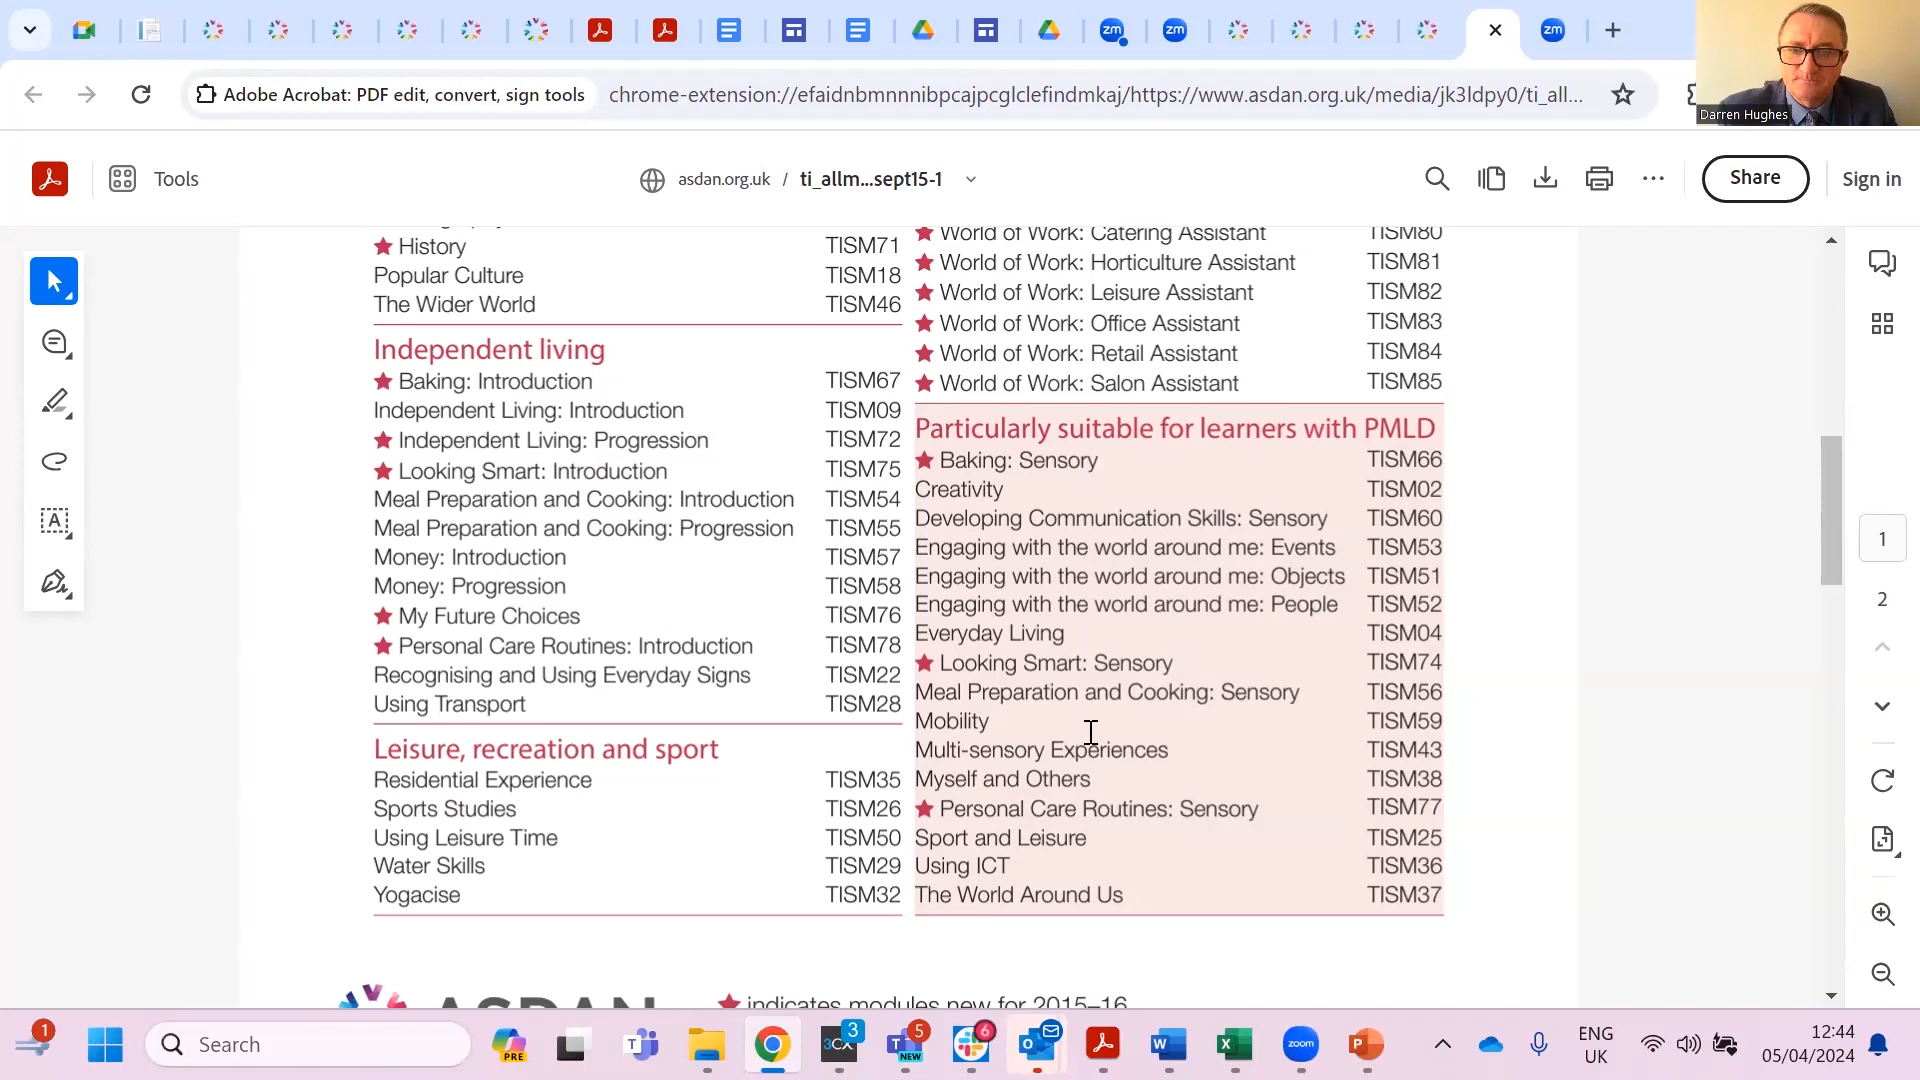 zm
zm
zm
Adobe Acrobat: PDF edit, convert, sign tools
chrome-extension://efaidnbmnnnibpcajpcglclefindmkaj/https://www.asdan.org.uk/media/jk3ldpy0/ti_all...
Darren Hughes
Tools
asdan.org.uk / ti_allm...sept15-1
Share
Sign in
★ History TISM71
Popular Culture TISM18
The Wider World TISM46
Independent living
★ Baking: Introduction TISM67
Independent Living: Introduction TISM09
★ Independent Living: Progression TISM72
★ Looking Smart: Introduction TISM75
Meal Preparation and Cooking: Introduction TISM54
Meal Preparation and Cooking: Progression TISM55
Money: Introduction TISM57
Money: Progression TISM58
★ My Future Choices TISM76
★ Personal Care Routines: Introduction TISM78
Recognising and Using Everyday Signs TISM22
Using Transport TISM28
Leisure, recreation and sport
Residential Experience TISM35
Sports Studies TISM26
Using Leisure Time TISM50
Water Skills TISM29
Yogacise TISM32
★ World of Work: Catering Assistant TISM80
★ World of Work: Horticulture Assistant TISM81
★ World of Work: Leisure Assistant TISM82
★ World of Work: Office Assistant TISM83
★ World of Work: Retail Assistant TISM84
★ World of Work: Salon Assistant TISM85
Particularly suitable for learners with PMLD
★ Baking: Sensory TISM66
Creativity TISM02
Developing Communication Skills: Sensory TISM60
Engaging with the world around me: Events TISM53
Engaging with the world around me: Objects TISM51
Engaging with the world around me: People TISM52
Everyday Living TISM04
★ Looking Smart: Sensory TISM74
Meal Preparation and Cooking: Sensory TISM56
Mobility TISM59
Multi-sensory Experiences TISM43
Myself and Others TISM38
★ Personal Care Routines: Sensory TISM77
Sport and Leisure TISM25
Using ICT TISM36
The World Around Us TISM37
ASDAN
★ indicates modules new for 2015–16
1
2
1
Search
PRE
T
3CX
3
T
5
NEW
6
O
W
X
zoom
P
ENG
UK
12:44
05/04/2024